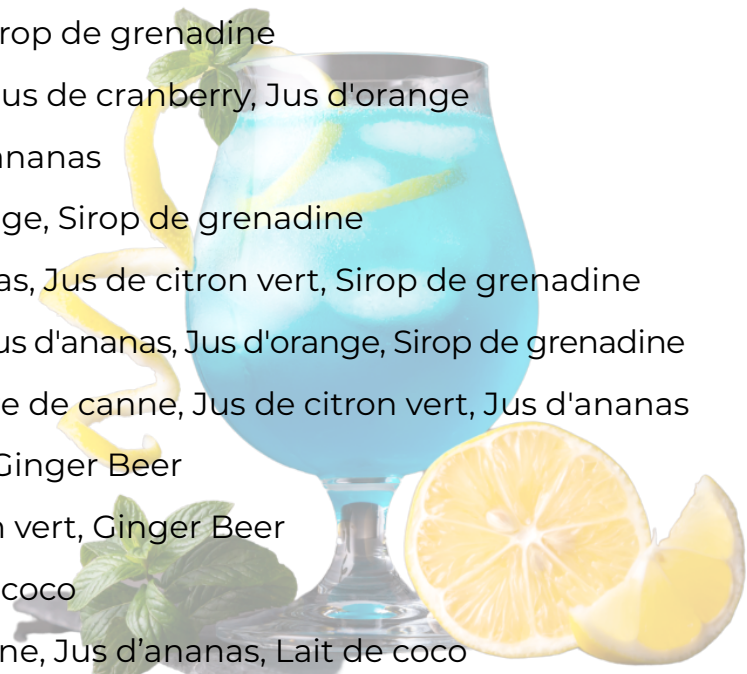 rop de grenadine
us de cranberry, Jus d'orange
ananas
ge, Sirop de grenadine
as, Jus de citron vert, Sirop de grenadine
us d'ananas, Jus d'orange, Sirop de grenadine
e de canne, Jus de citron vert, Jus d'ananas
Ginger Beer
n vert, Ginger Beer
coco
ne, Jus d’ananas, Lait de coco